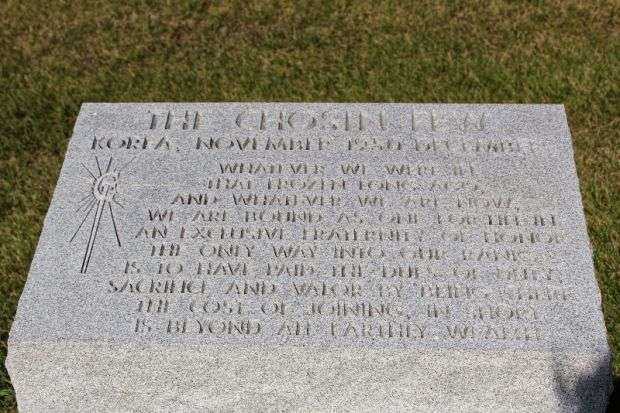 THE CHOSIN FEW
KOREA, NOVEMBER 1950 DECEMBER
WHATEVER WE WERE IN
THAT FROZEN LONG AGO,
AND WHATEVER WE ARE NOW,
WE ARE BOUND AS ONE FOR LIFE IN
AN EXCLUSIVE FRATERNITY OF HONOR
THE ONLY WAY INTO OUR RANKS
IS TO HAVE PAID THE DUES OF DUTY,
SACRIFICE AND VALOR BY BEING THERE
THE COST OF JOINING, IN SHORT
IS BEYOND ALL EARTHLY WEALTH